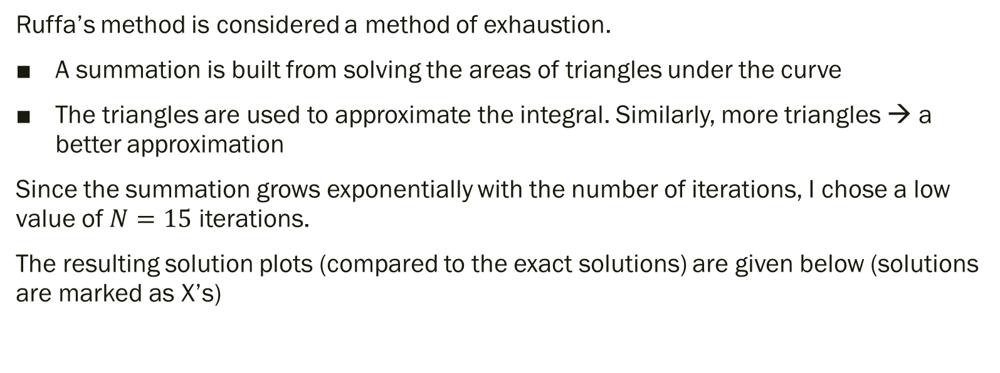 Ruffa’s method is considered a method of exhaustion.
■ A summation is built from solving the areas of triangles under the curve
■ The triangles are used to approximate the integral. Similarly, more triangles → a
better approximation
Since the summation grows exponentially with the number of iterations, I chose a low
value of N = 15 iterations.
The resulting solution plots (compared to the exact solutions) are given below (solutions
are marked as X’s)